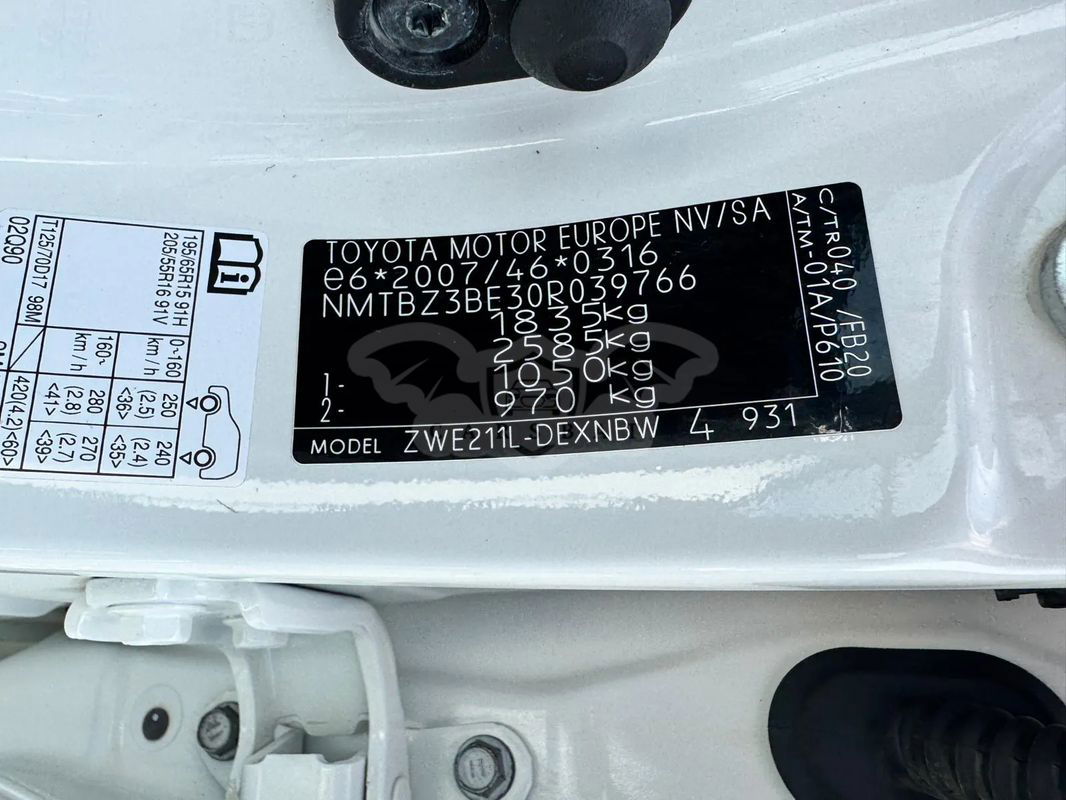 TOYOTA MOTOR EUROPE NV/SA
e6*2007/46*0316
NMTBZ3BE30R039766
1835kg
2585kg
1- 1050kg
2- 970 kg
MODEL ZWE211L-DEXNBW 4 931
C/TR040 /FB20
A/TM-01A/P610
195/65R15 91H
205/55R16 91V
T125/70D17 98M
02Q90
0~160 km/h
260 (2.5) <36>
240 (2.4) <35>
160~ km/h
280 (2.8) <41>
270 (2.7) <39>
420(4.2)<60>